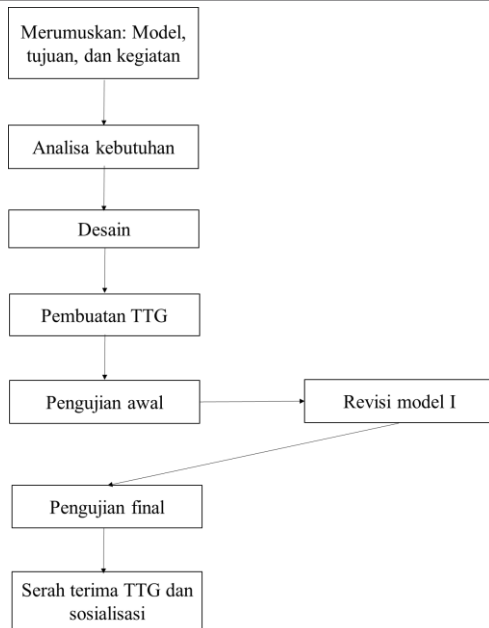 Merumuskan: Model,
tujuan, dan kegiatan
Analisa kebutuhan
Desain
Pembuatan TTG
Pengujian awal
Revisi model I
Pengujian final
Serah terima TTG dan
sosialisasi